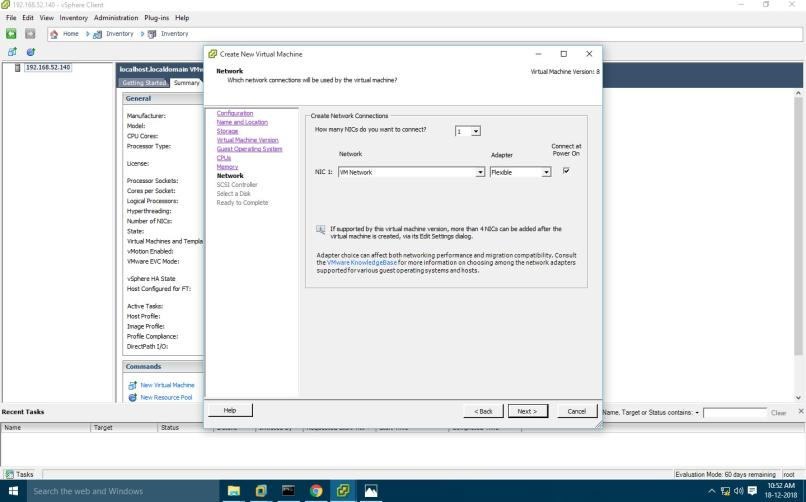 192.168.52.140 - vSphere Client
File Edit View Inventory Administration Plug-ins Help
Home Inventory Inventory
192.168.52.140
localhost.localdomain VMw
Getting Started Summary
General
Manufacturer:
Model:
CPU Cores:
Processor Type:
License:
Processor Sockets:
Cores per Socket:
Logical Processors:
Hyperthreading:
Number of NICs:
State:
Virtual Machines and Templa
vMotion Enabled:
VMware EVC Mode:
vSphere HA State
Host Configured for FT:
Active Tasks:
Host Profile:
Image Profile:
Profile Compliance:
DirectPath I/O:
Commands
New Virtual Machine
New Resource Pool
Create New Virtual Machine
Network
Which network connections will be used by the virtual machine?
Virtual Machine Version: 8
Configuration
Name and Location
Storage
Virtual Machine Version
Guest Operating System
CPUs
Memory
Network
SCSI Controller
Select a Disk
Ready to Complete
Create Network Connections
How many NICs do you want to connect? 1
Network Adapter Connect at
Power On
NIC 1: VM Network Flexible
If supported by this virtual machine version, more than 4 NICs can be added after the
virtual machine is created, via its Edit Settings dialog.
Adapter choice can affect both networking performance and migration compatibility. Consult
the VMware KnowledgeBase for more information on choosing among the network adapters
supported for various guest operating systems and hosts.
Help < Back Next > Cancel
Recent Tasks
Name, Target or Status contains: Clear
Name Target Status
Tasks
Evaluation Mode: 60 days remaining root
Search the web and Windows
10:52 AM
18-12-2018